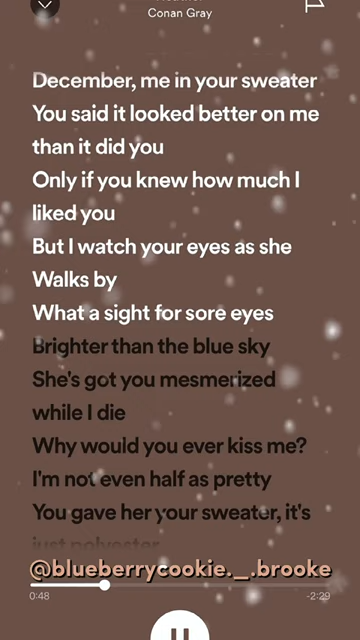 Conan Gray
December, me in your sweater
You said it looked better on me
than it did you
Only if you knew how much I
liked you
But I watch your eyes as she
Walks by
What a sight for sore eyes
Brighter than the blue sky
She's got you mesmerized
while I die
Why would you ever kiss me?
I'm not even half as pretty
You gave her your sweater, it's
just polyester
@blueberrycookie._.brooke
0:48
-2:29